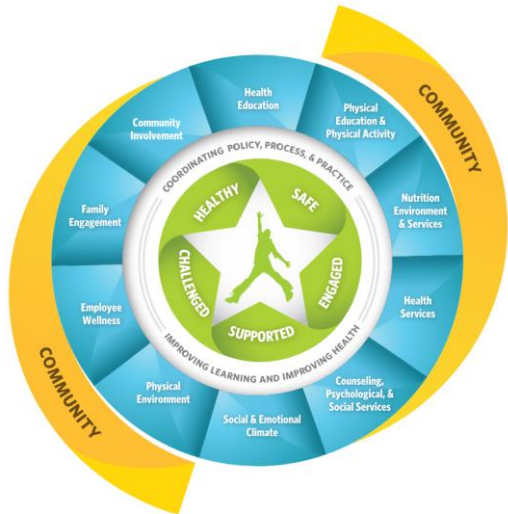 COMMUNITY
Health
Education
Physical
Education &
Physical Activity
Nutrition
Environment
& Services
Health
Services
Counseling,
Psychological, &
Social Services
Social & Emotional
Climate
Physical
Environment
Employee
Wellness
Family
Engagement
Community
Involvement
COORDINATING POLICY, PROCESS, & PRACTICE
IMPROVING LEARNING AND IMPROVING HEALTH
HEALTHY
SAFE
ENGAGED
SUPPORTED
CHALLENGED
COMMUNITY